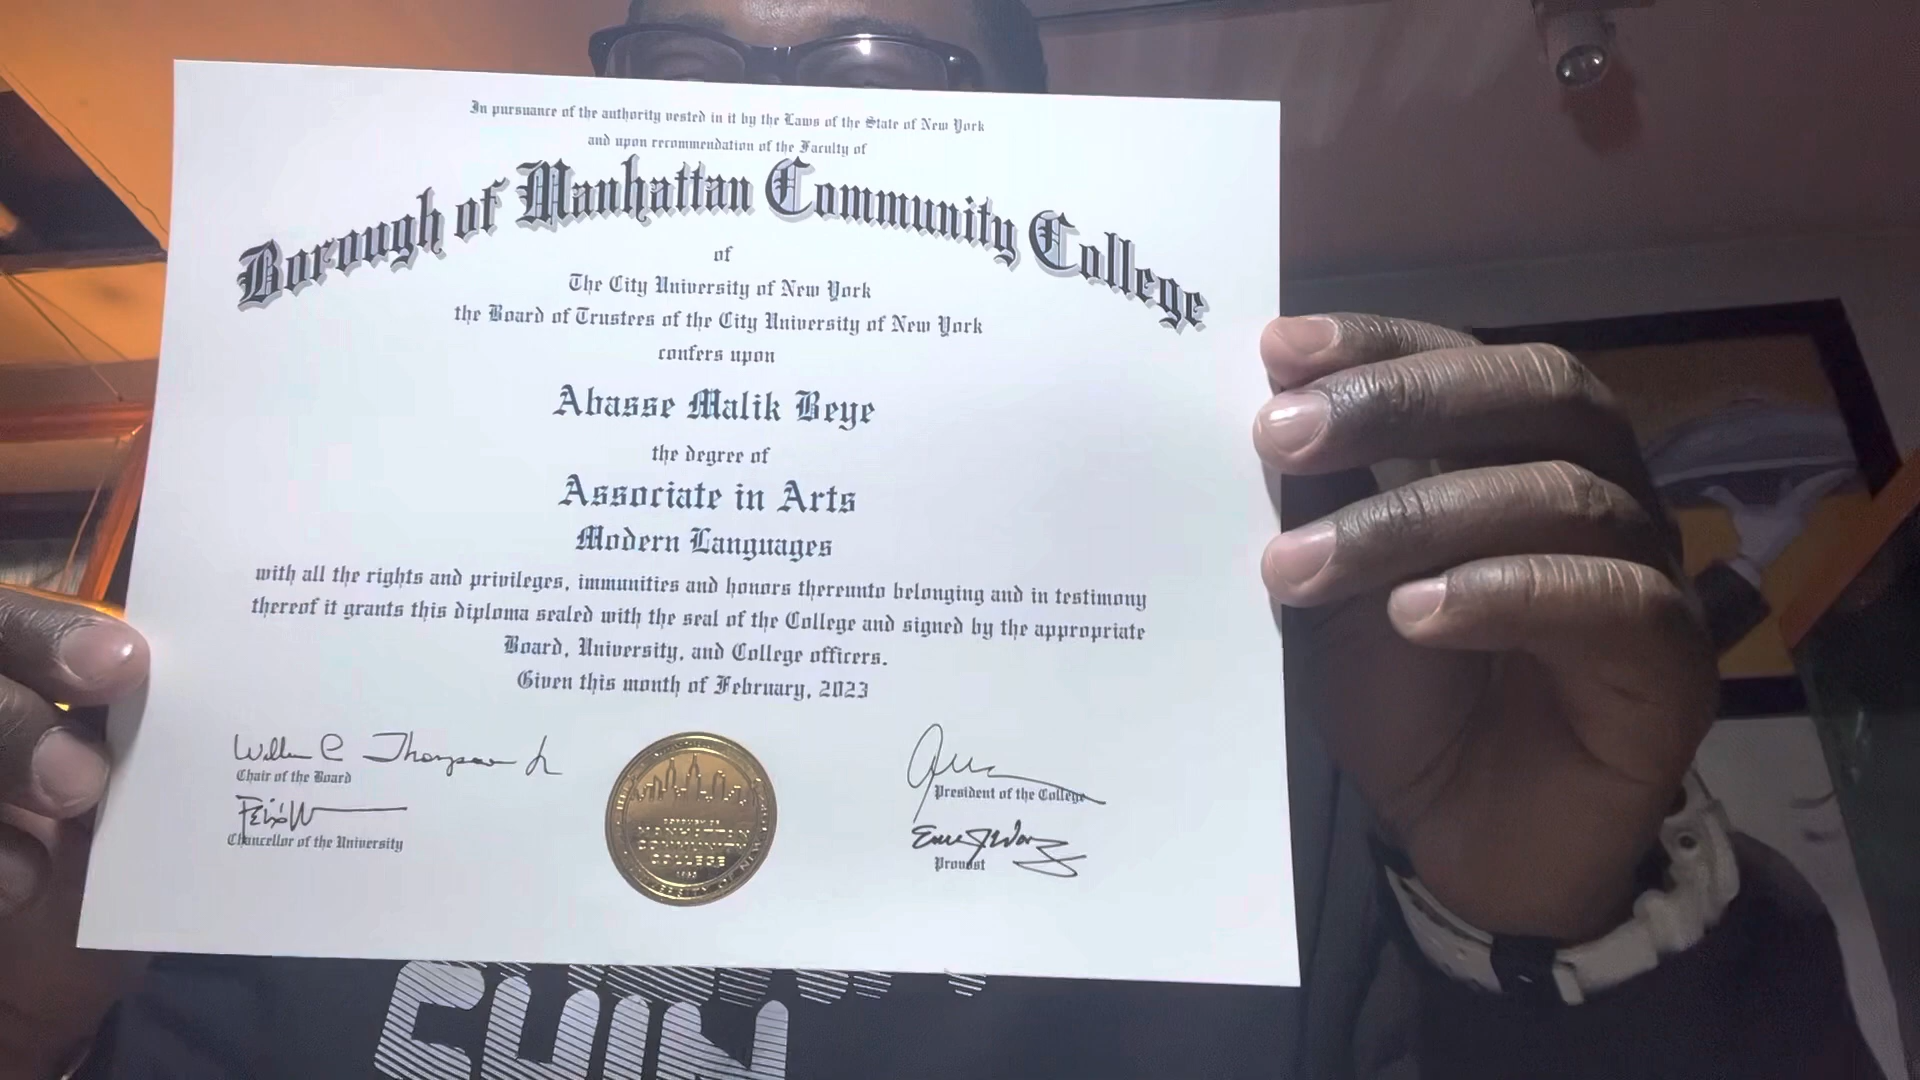 In pursuance of the authority vested in it by the Laws of the State of New York
and upon recommendation of the Faculty of
Borough of Manhattan Community College
of
The City University of New York
the Board of Trustees of the City University of New York
confers upon
Abasse Malik Beye
the degree of
Associate in Arts
Modern Languages
with all the rights and privileges, immunities and honors thereunto belonging and in testimony
thereof it grants this diploma sealed with the seal of the College and signed by the appropriate
Board, University, and College officers.
Given this month of February, 2023
William C Thompson Jr
Chair of the Board
Chancellor of the University
BOROUGH OF
MANHATTAN
COMMUNITY
COLLEGE
President of the College
Provost